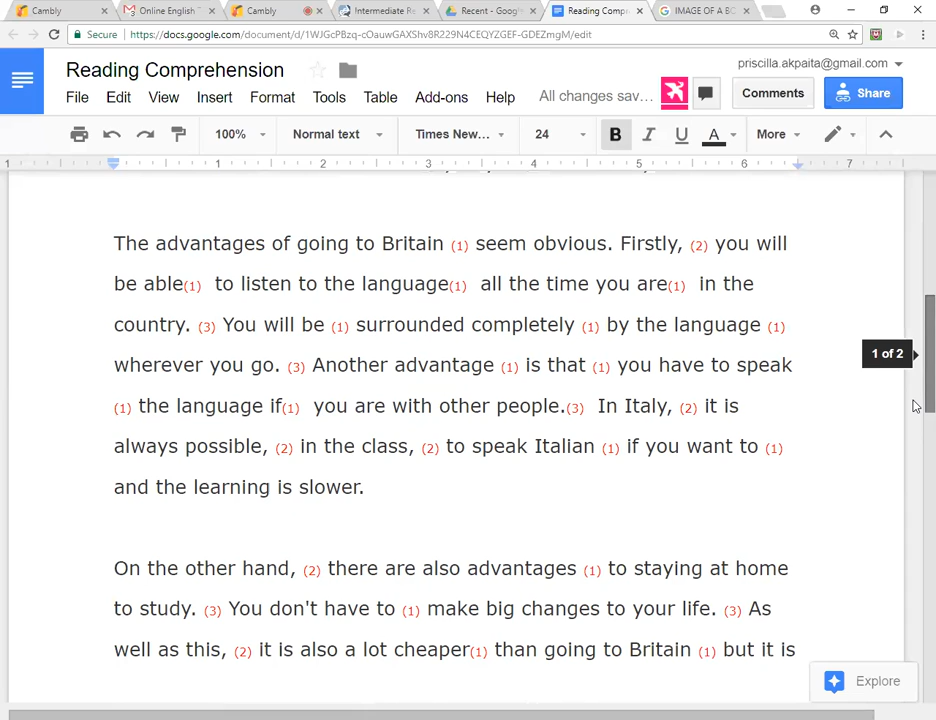 Cambly
Online English T
Cambly
Intermediate Re
Recent - Google
Reading Compr
IMAGE OF A BO
Secure
https://docs.google.com/document/d/1WJGcPBzq-cOauwGAXShv8R229N4CEQYZGEF-GDEZmgM/edit
Reading Comprehension
priscilla.akpaita@gmail.com
File Edit View Insert Format Tools Table Add-ons Help All changes sav…
Comments
Share
100% Normal text Times New... 24 B I U A More
1 1 2 3 4 5 6 7
The advantages of going to Britain (1) seem obvious. Firstly, (2) you will
be able(1) to listen to the language(1) all the time you are(1) in the
country. (3) You will be (1) surrounded completely (1) by the language (1)
wherever you go. (3) Another advantage (1) is that (1) you have to speak
(1) the language if(1) you are with other people.(3) In Italy, (2) it is
always possible, (2) in the class, (2) to speak Italian (1) if you want to (1)
and the learning is slower.
On the other hand, (2) there are also advantages (1) to staying at home
to study. (3) You don't have to (1) make big changes to your life. (3) As
well as this, (2) it is also a lot cheaper(1) than going to Britain (1) but it is
1 of 2
Explore